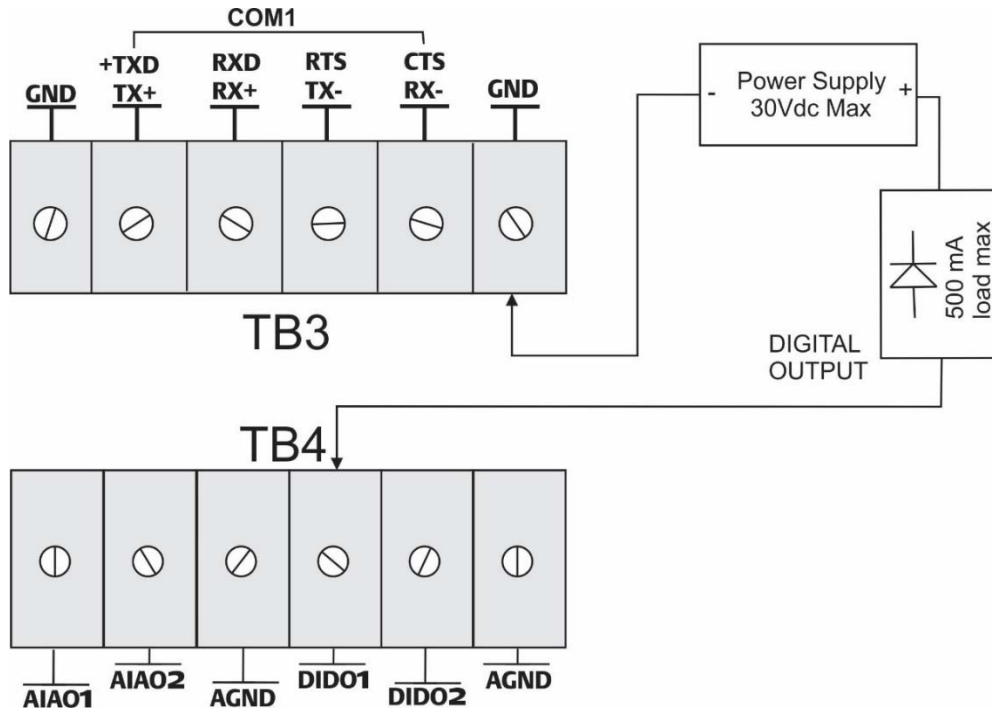 COM1
+TXD
TX+
RXD
RX+
RTS
TX-
CTS
RX-
GND
GND
- Power Supply +
30Vdc Max
500 mA
load max
DIGITAL
OUTPUT
TB3
TB4
AIAO1
AIAO2
AGND
DIDO1
DIDO2
AGND